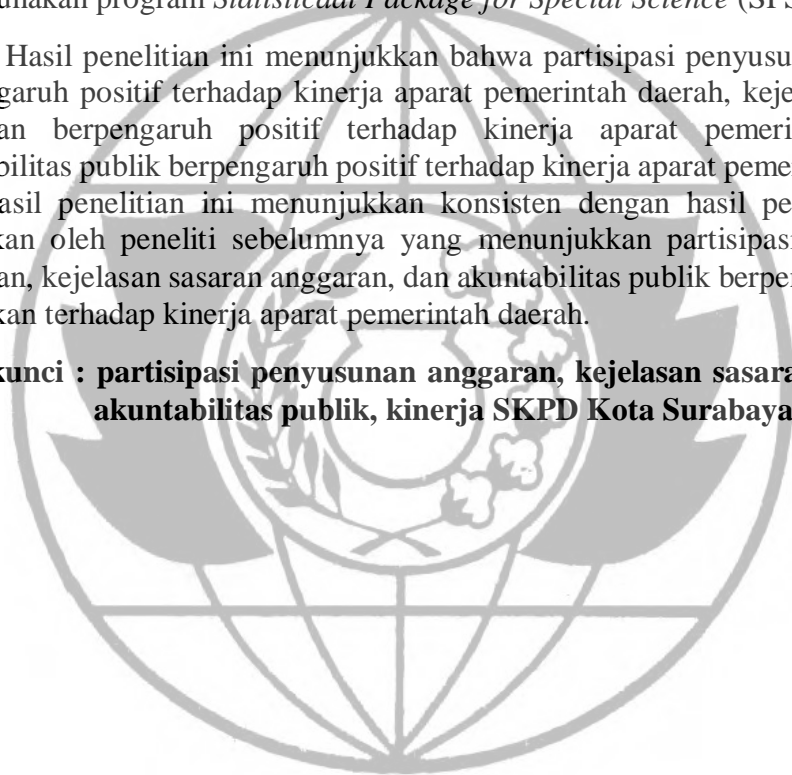 unakan program Statisticaal Package for Special Science (SPS
Hasil penelitian ini menunjukkan bahwa partisipasi penyusu
garuh positif terhadap kinerja aparat pemerintah daerah, keje
an berpengaruh positif terhadap kinerja aparat pemeri
bilitas publik berpengaruh positif terhadap kinerja aparat peme
asil penelitian ini menunjukkan konsisten dengan hasil pe
kan oleh peneliti sebelumnya yang menunjukkan partisipasi
an, kejelasan sasaran anggaran, dan akuntabilitas publik berpe
kan terhadap kinerja aparat pemerintah daerah.
kunci : partisipasi penyusunan anggaran, kejelasan sasara
akuntabilitas publik, kinerja SKPD Kota Surabaya